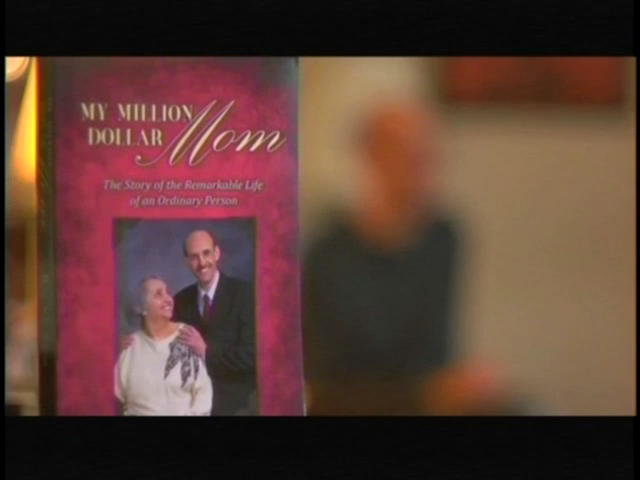 MY MILLION
DOLLAR Mom
The Story of the Remarkable Life
of an Ordinary Person